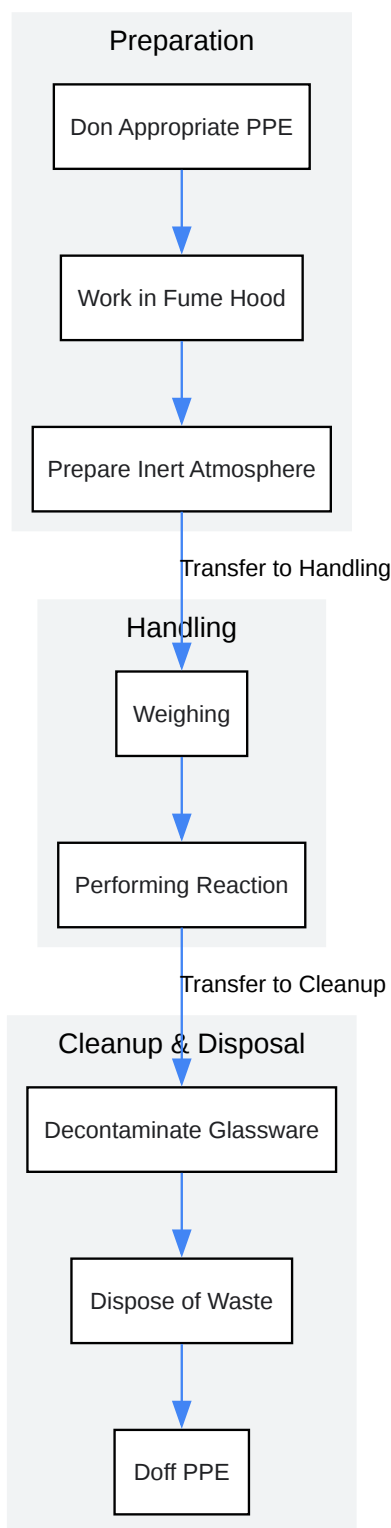 Preparation
Don Appropriate PPE
Work in Fume Hood
Prepare Inert Atmosphere
Transfer to Handling
Handling
Weighing
Performing Reaction
Transfer to Cleanup
Cleanup & Disposal
Decontaminate Glassware
Dispose of Waste
Doff PPE